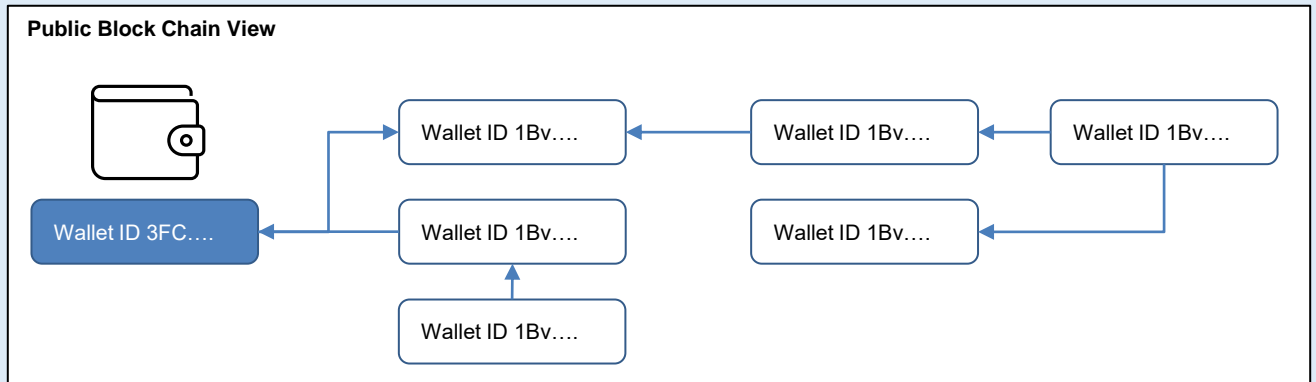 Public Block Chain View
Wallet ID 1Bv….
Wallet ID 1Bv….
Wallet ID 1Bv….
Wallet ID 3FC….
Wallet ID 1Bv….
Wallet ID 1Bv….
Wallet ID 1Bv….